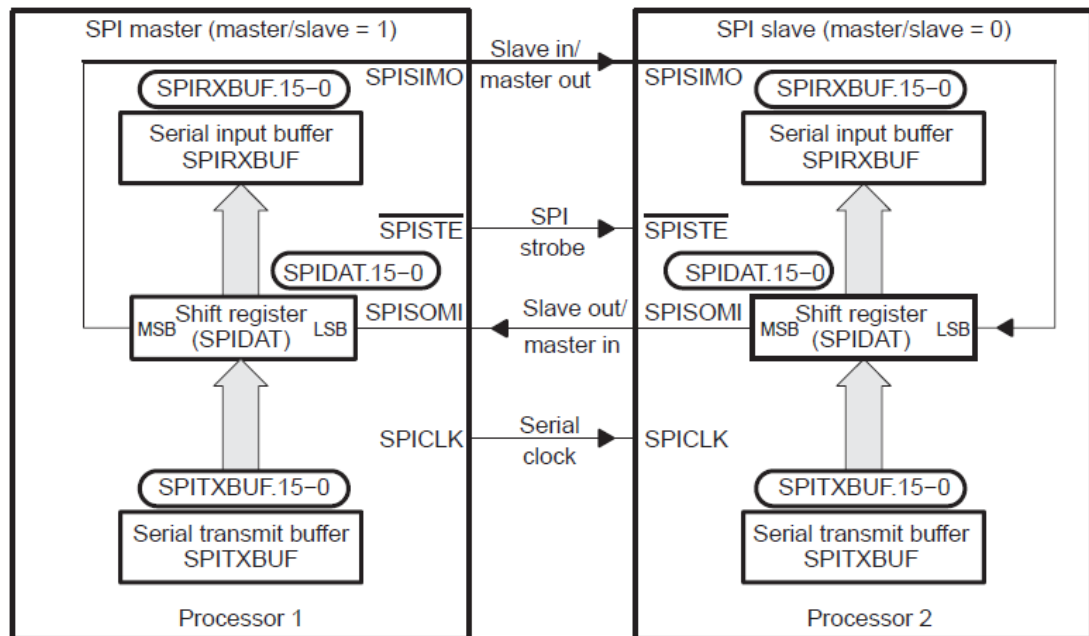 SPI master (master/slave = 1)
SPIRXBUF.15−0
Serial input buffer
SPIRXBUF
SPISIMO
SPISTE
SPIDAT.15−0
MSB
Shift register
(SPIDAT)
LSB
SPISOMI
SPICLK
SPITXBUF.15−0
Serial transmit buffer
SPITXBUF
Processor 1
Slave in/
master out
SPI
strobe
Slave out/
master in
Serial
clock
SPI slave (master/slave = 0)
SPISIMO
SPIRXBUF.15−0
Serial input buffer
SPIRXBUF
SPISTE
SPIDAT.15−0
SPISOMI
MSB
Shift register
(SPIDAT)
LSB
SPICLK
SPITXBUF.15−0
Serial transmit buffer
SPITXBUF
Processor 2